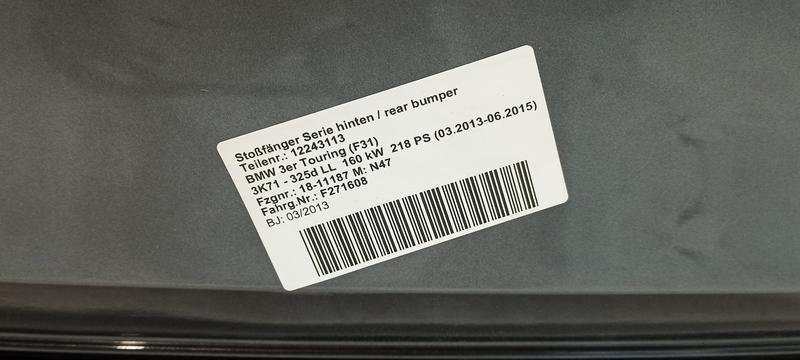 Stoßfänger Serie hinten / rear bumper
Teilenr.: 12243113
BMW 3er Touring (F31)
3K71 - 325d LL 160 kW 218 PS (03.2013-06.2015)
Fzgnr.: 18-11187 M: N47
Fahrg.Nr.: F271608
BJ: 03/2013